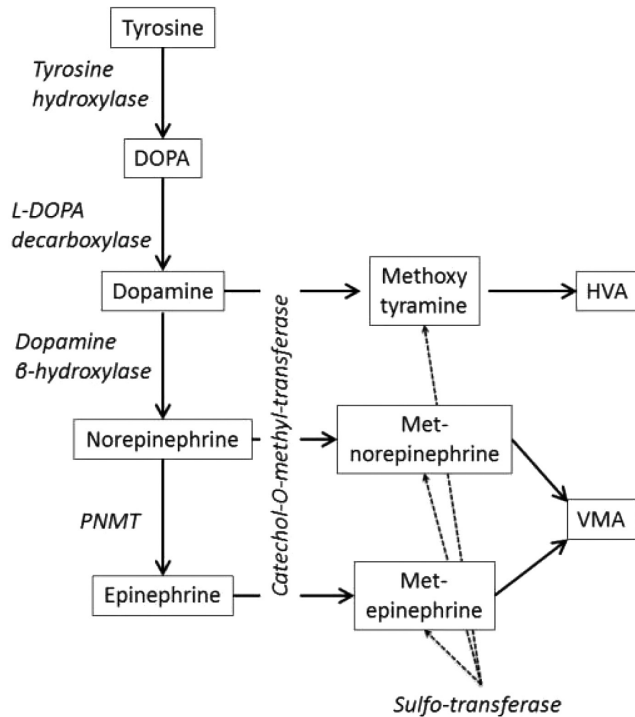 Tyrosine
Tyrosine
hydroxylase
DOPA
L-DOPA
decarboxylase
Dopamine
Methoxy
tyramine
HVA
Dopamine
β-hydroxylase
Catechol-O-methyl-transferase
Norepinephrine
Met-
norepinephrine
VMA
PNMT
Epinephrine
Met-
epinephrine
Sulfo-transferase